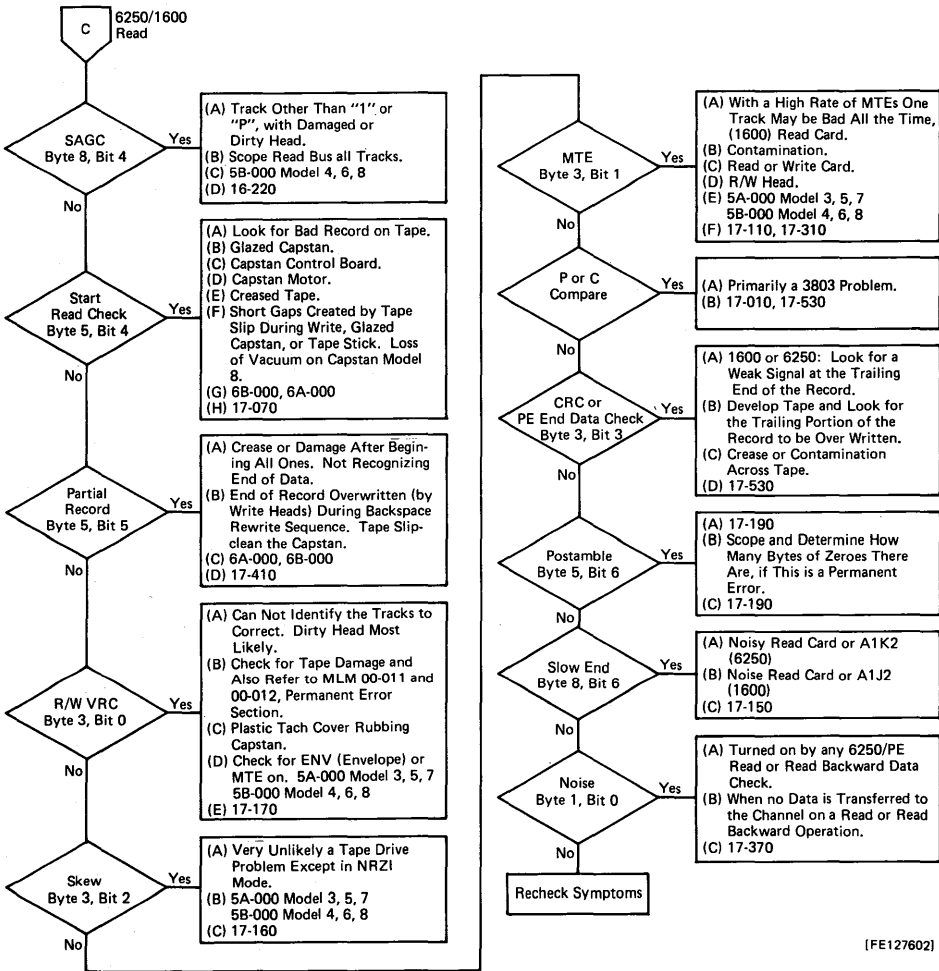 C
6250/1600
Read
SAGC
Byte 8, Bit 4
Yes
No
(A) Track Other Than "1" or
"P", with Damaged or
Dirty Head.
(B) Scope Read Bus all Tracks.
(C) 5B-000 Model 4, 6, 8
(D) 16-220
Start
Read Check
Byte 5, Bit 4
Yes
No
(A) Look for Bad Record on Tape.
(B) Glazed Capstan.
(C) Capstan Control Board.
(D) Capstan Motor.
(E) Creased Tape.
(F) Short Gaps Created by Tape
Slip During Write, Glazed
Capstan, or Tape Stick. Loss
of Vacuum on Capstan Model
8.
(G) 6B-000, 6A-000
(H) 17-070
Partial
Record
Byte 5, Bit 5
Yes
No
(A) Crease or Damage After Begin-
ing All Ones. Not Recognizing
End of Data.
(B) End of Record Overwritten (by
Write Heads) During Backspace
Rewrite Sequence. Tape Slip-
clean the Capstan.
(C) 6A-000, 6B-000
(D) 17-410
R/W VRC
Byte 3, Bit 0
Yes
No
(A) Can Not Identify the Tracks to
Correct. Dirty Head Most
Likely.
(B) Check for Tape Damage and
Also Refer to MLM 00-011 and
00-012, Permanent Error
Section.
(C) Plastic Tach Cover Rubbing
Capstan.
(D) Check for ENV (Envelope) or
MTE on. 5A-000 Model 3, 5, 7
5B-000 Model 4, 6, 8
(E) 17-170
Skew
Byte 3, Bit 2
Yes
No
(A) Very Unlikely a Tape Drive
Problem Except in NRZI
Mode.
(B) 5A-000 Model 3, 5, 7
5B-000 Model 4, 6, 8
(C) 17-160
MTE
Byte 3, Bit 1
Yes
No
(A) With a High Rate of MTEs One
Track May be Bad All the Time,
(1600) Read Card.
(B) Contamination.
(C) Read or Write Card.
(D) R/W Head.
(E) 5A-000 Model 3, 5, 7
5B-000 Model 4, 6, 8
(F) 17-110, 17-310
P or C
Compare
Yes
No
(A) Primarily a 3803 Problem.
(B) 17-010, 17-530
CRC or
PE End Data Check
Byte 3, Bit 3
Yes
No
(A) 1600 or 6250: Look for a
Weak Signal at the Trailing
End of the Record.
(B) Develop Tape and Look for
the Trailing Portion of the
Record to be Over Written.
(C) Crease or Contamination
Across Tape.
(D) 17-530
Postamble
Byte 5, Bit 6
Yes
No
(A) 17-190
(B) Scope and Determine How
Many Bytes of Zeroes There
Are, if This is a Permanent
Error.
(C) 17-190
Slow End
Byte 8, Bit 6
Yes
No
(A) Noisy Read Card or A1K2
(6250)
(B) Noise Read Card or A1J2
(1600)
(C) 17-150
Noise
Byte 1, Bit 0
Yes
No
(A) Turned on by any 6250/PE
Read or Read Backward Data
Check.
(B) When no Data is Transferred to
the Channel on a Read or Read
Backward Operation.
(C) 17-370
Recheck Symptoms
[FE127602]